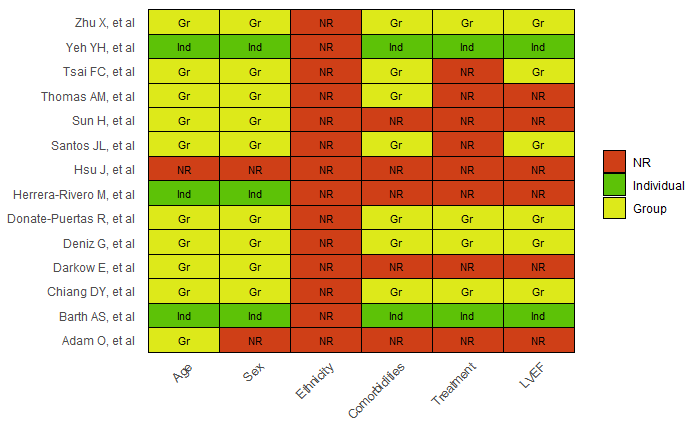 Zhu X, et al Gr Gr NR Gr Gr Gr
Yeh YH, et al Ind Ind NR Ind Ind Ind
Tsai FC, et al Gr Gr NR Gr NR Gr
Thomas AM, et al Gr Gr NR Gr NR NR
Sun H, et al Gr Gr NR NR NR NR
Santos JL, et al Gr Gr NR Gr NR Gr
Hsu J, et al NR NR NR NR NR NR
Herrera-Rivero M, et al Ind Ind NR NR NR NR
Donate-Puertas R, et al Gr Gr NR Gr Gr Gr
Deniz G, et al Gr Gr NR Gr Gr Gr
Darkow E, et al Gr Gr NR NR NR NR
Chiang DY, et al Gr Gr NR Gr Gr Gr
Barth AS, et al Ind Ind NR Ind Ind Ind
Adam O, et al Gr NR NR NR NR NR
Age Sex Ethnicity Comorbidities Treatment LVEF
NR
Individual
Group